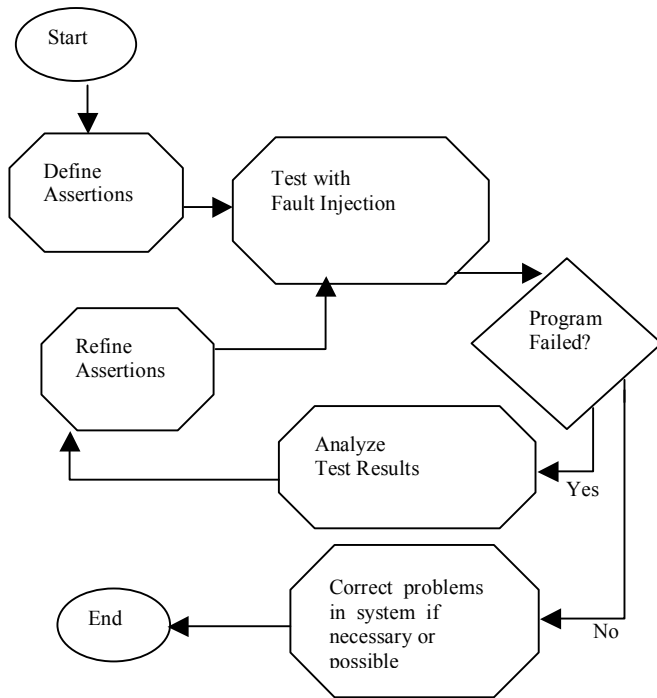 Start
Define
Assertions
Test with
Fault Injection
Program
Failed?
Refine
Assertions
Analyze
Test Results
Yes
Correct problems
in system if
necessary or
possible
No
End